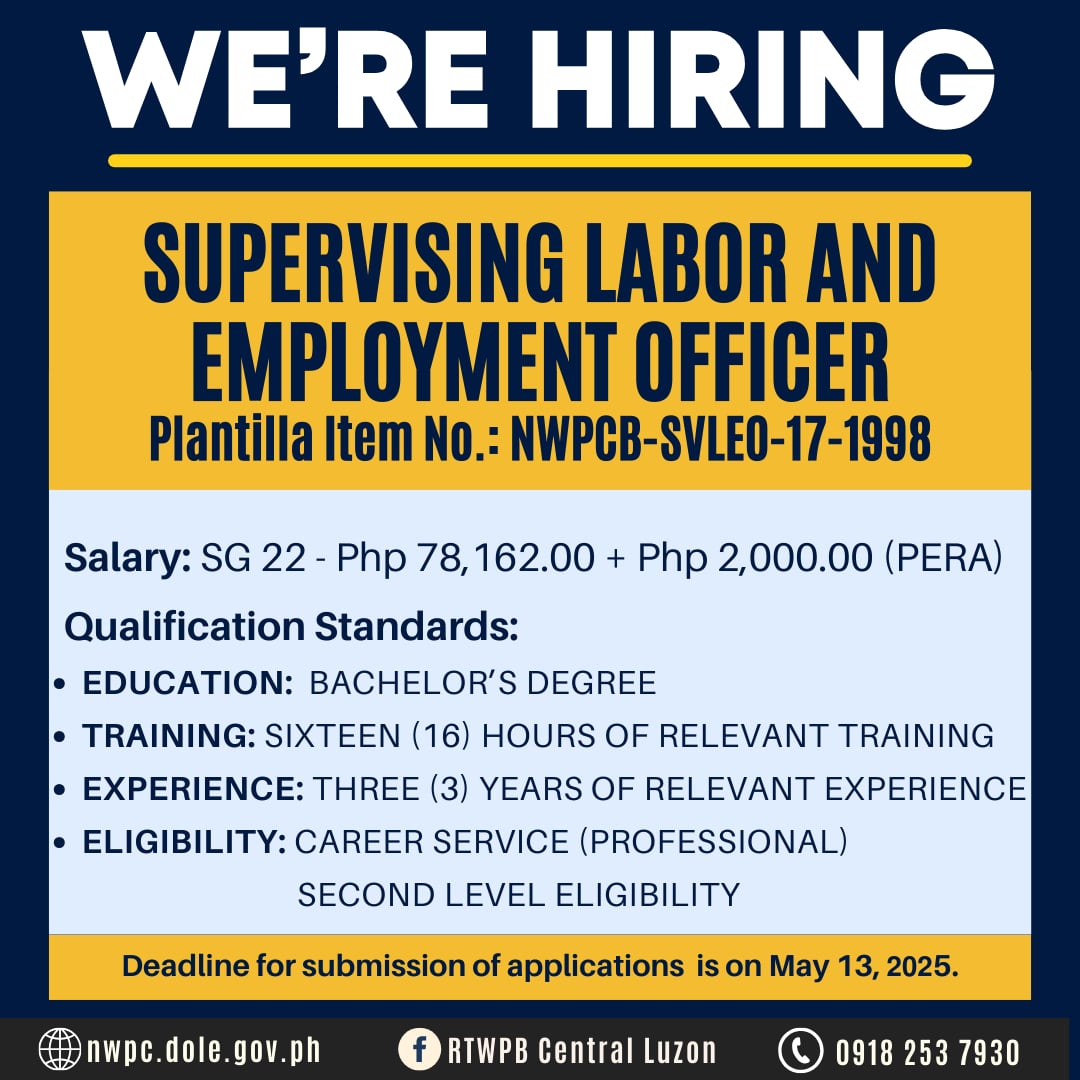 WE'RE HIRING
SUPERVISING LABOR AND
EMPLOYMENT OFFICER
Plantilla Item No.: NWPCB-SVLEO-17-1998
Salary: SG 22 - Php 78,162.00 + Php 2,000.00 (PERA)
Qualification Standards:
• EDUCATION: BACHELOR'S DEGREE
• TRAINING: SIXTEEN (16) HOURS OF RELEVANT TRAINING
• EXPERIENCE: THREE (3) YEARS OF RELEVANT EXPERIENCE
• ELIGIBILITY: CAREER SERVICE (PROFESSIONAL)
SECOND LEVEL ELIGIBILITY
Deadline for submission of applications is on May 13, 2025.
nwpc.dole.gov.ph f RTWPB Central Luzon 0918 253 7930